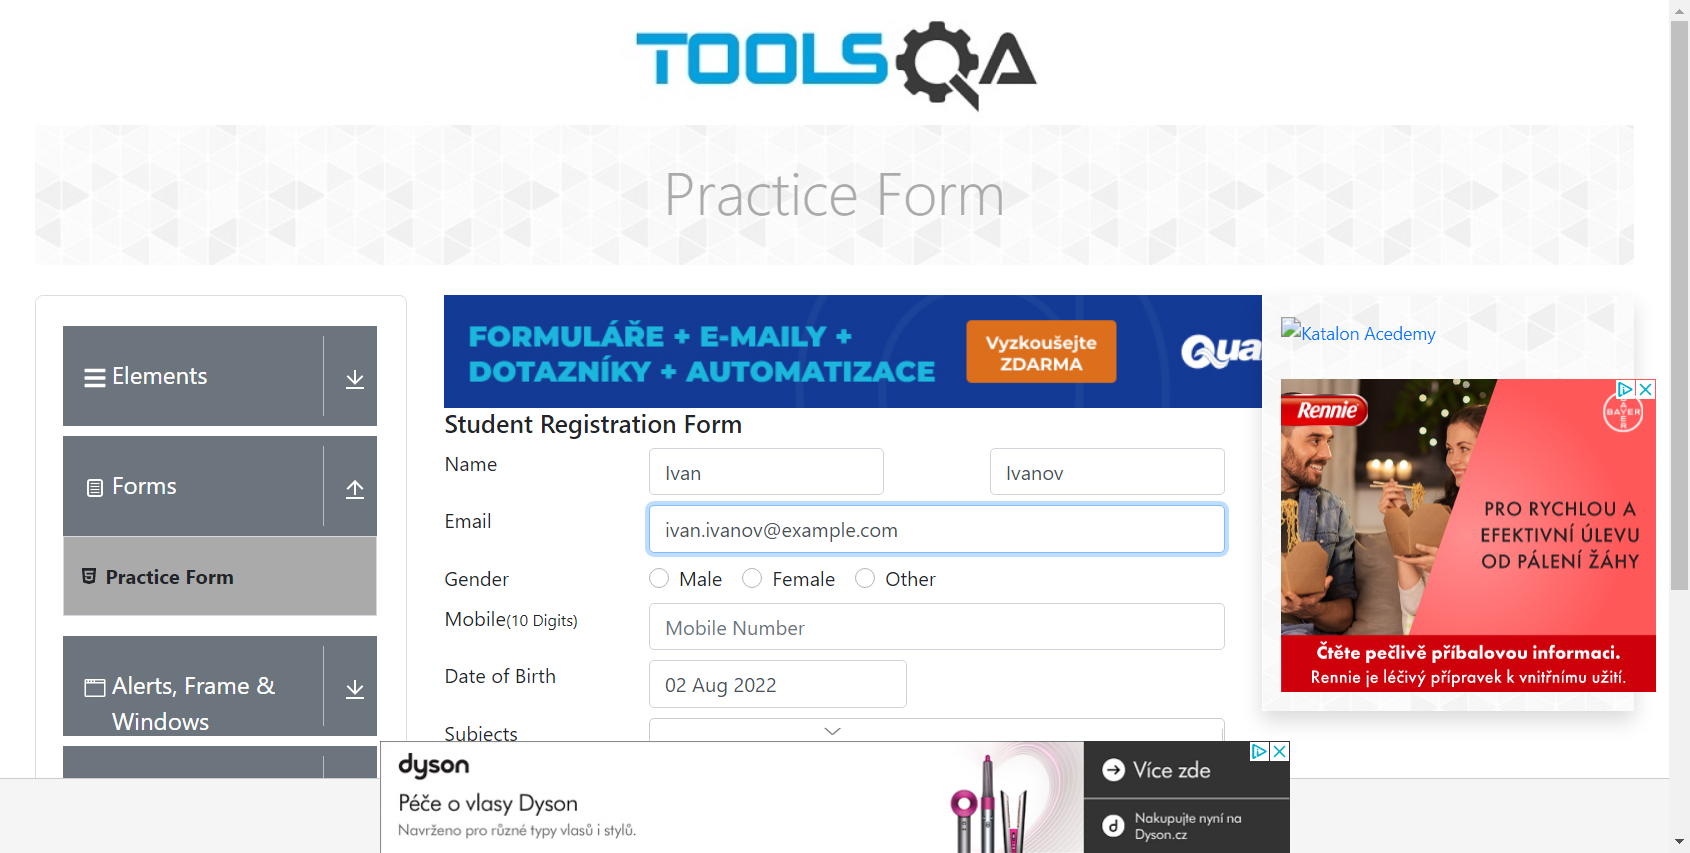 TOOLSQA
Practice Form
Elements
Forms
Practice Form
Alerts, Frame &
Windows
FORMULÁŘE + E-MAILY +
DOTAZNÍKY + AUTOMATIZACE
Vyzkoušejte
ZDARMA
Qua
Student Registration Form
Name
Ivan
Ivanov
Email
ivan.ivanov@example.com
Gender
Male
Female
Other
Mobile(10 Digits)
Mobile Number
Date of Birth
02 Aug 2022
Subjects
Katalon Acedemy
Rennie
BAYER
PRO RYCHLOU A
EFEKTIVNÍ ÚLEVU
OD PÁLENÍ ŽÁHY
Čtěte pečlivě příbalovou informaci.
Rennie je léčivý přípravek k vnitřnímu užití.
dyson
Péče o vlasy Dyson
Navrženo pro různé typy vlasů i stylů.
Více zde
Nakupujte nyní na
Dyson.cz